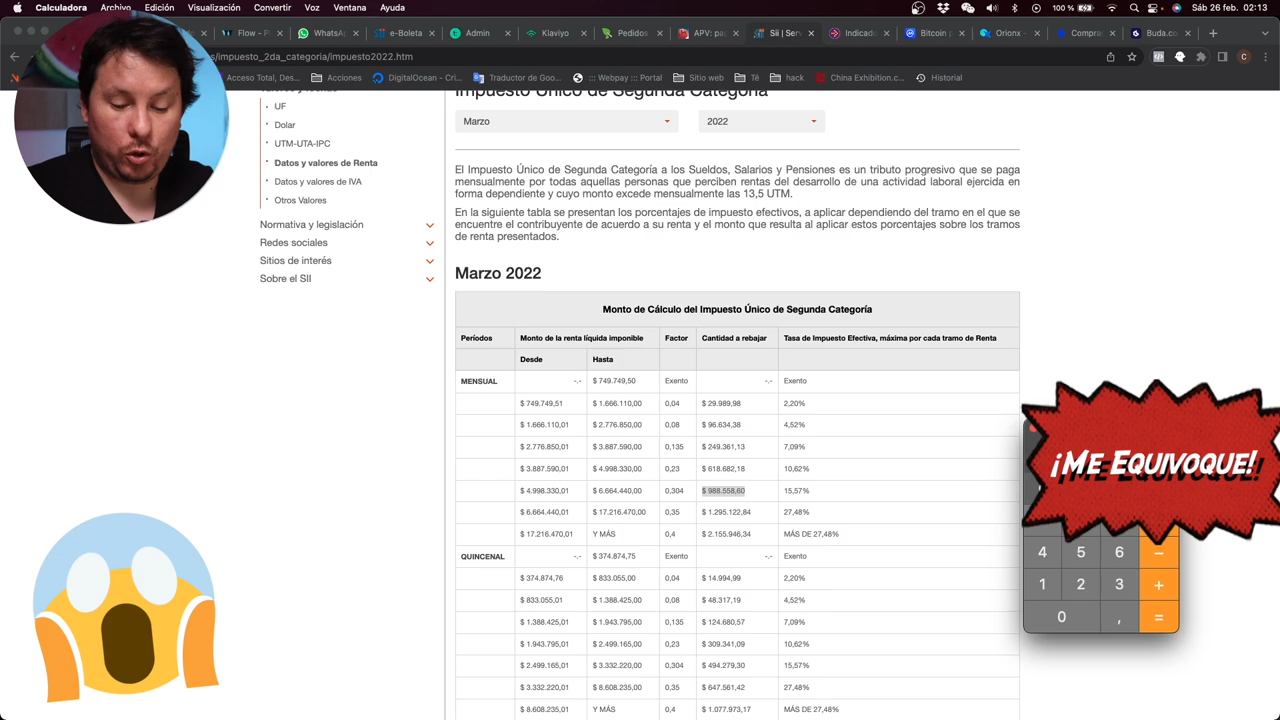 Calculadora
Edición
Visualización
Convertir
Habla
Ventana
Ayuda
100 %
Sáb 26 feb. 02:13
Flow – P
WhatsA
e-Boleta
Admin
Klaviyo
Pedidos
APV: pa
Sii | Serv
Indicad
Bitcoin p
Orionx
Compra
Buda.co
s/impuesto_2da_categoria/impuesto2022.htm
Acceso Total, Des...
Acciones
DigitalOcean - Crí...
Traductor de Goo...
::: Webpay ::: Portal
Sitio web
Té
hack
China Exhibition.c...
Historial
UF
Dolar
UTM-UTA-IPC
Datos y valores de Renta
Datos y valores de IVA
Otros Valores
Normativa y legislación
Redes sociales
Sitios de interés
Sobre el SII
Impuesto Único de Segunda Categoría
Marzo
2022
El Impuesto Único de Segunda Categoría a los Sueldos, Salarios y Pensiones es un tributo progresivo que se paga
mensualmente por todas aquellas personas que perciben rentas del desarrollo de una actividad laboral ejercida en
forma dependiente y cuyo monto excede mensualmente las 13,5 UTM.
En la siguiente tabla se presentan los porcentajes de impuesto efectivos, a aplicar dependiendo del tramo en el que se
encuentre el contribuyente de acuerdo a su renta y el monto que resulta al aplicar estos porcentajes sobre los tramos
de renta presentados.
Marzo 2022
Monto de Cálculo del Impuesto Único de Segunda Categoría
Períodos Monto de la renta líquida imponible Factor Cantidad a rebajar Tasa de Impuesto Efectiva, máxima por cada tramo de Renta
Desde Hasta
MENSUAL -.- $ 749.749,50 Exento -.- Exento
$ 749.749,51 $ 1.666.110,00 0,04 $ 29.989,98 2,20%
$ 1.666.110,01 $ 2.776.850,00 0,08 $ 96.634,38 4,52%
$ 2.776.850,01 $ 3.887.590,00 0,135 $ 249.361,13 7,09%
$ 3.887.590,01 $ 4.998.330,00 0,23 $ 618.682,18 10,62%
$ 4.998.330,01 $ 6.664.440,00 0,304 $ 988.558,60 15,57%
$ 6.664.440,01 $ 17.216.470,00 0,35 $ 1.295.122,84 27,48%
$ 17.216.470,01 Y MÁS 0,4 $ 2.155.946,34 MÁS DE 27,48%
QUINCENAL -.- $ 374.874,75 Exento -.- Exento
$ 374.874,76 $ 833.055,00 0,04 $ 14.994,99 2,20%
$ 833.055,01 $ 1.388.425,00 0,08 $ 48.317,19 4,52%
$ 1.388.425,01 $ 1.943.795,00 0,135 $ 124.680,57 7,09%
$ 1.943.795,01 $ 2.499.165,00 0,23 $ 309.341,09 10,62%
$ 2.499.165,01 $ 3.332.220,00 0,304 $ 494.279,30 15,57%
$ 3.332.220,01 $ 8.608.235,00 0,35 $ 647.561,42 27,48%
$ 8.608.235,01 Y MÁS 0,4 $ 1.077.973,17 MÁS DE 27,48%
¡ME EQUIVOQUE!
4 5 6 −
1 2 3 +
0 , =